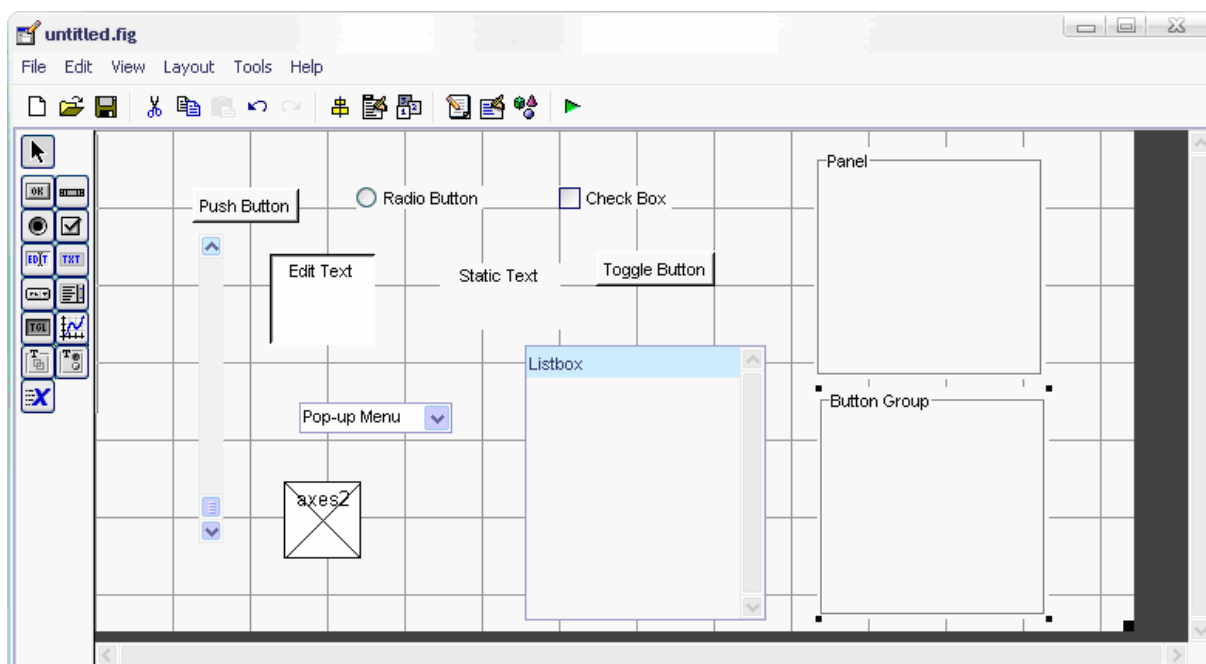 untitled.fig
File Edit View Layout Tools Help
Panel
OK
Push Button
Radio Button
Check Box
EDIT TXT
Edit Text
Static Text
Toggle Button
TGL
Listbox
T T
Pop-up Menu
Button Group
X
axes2